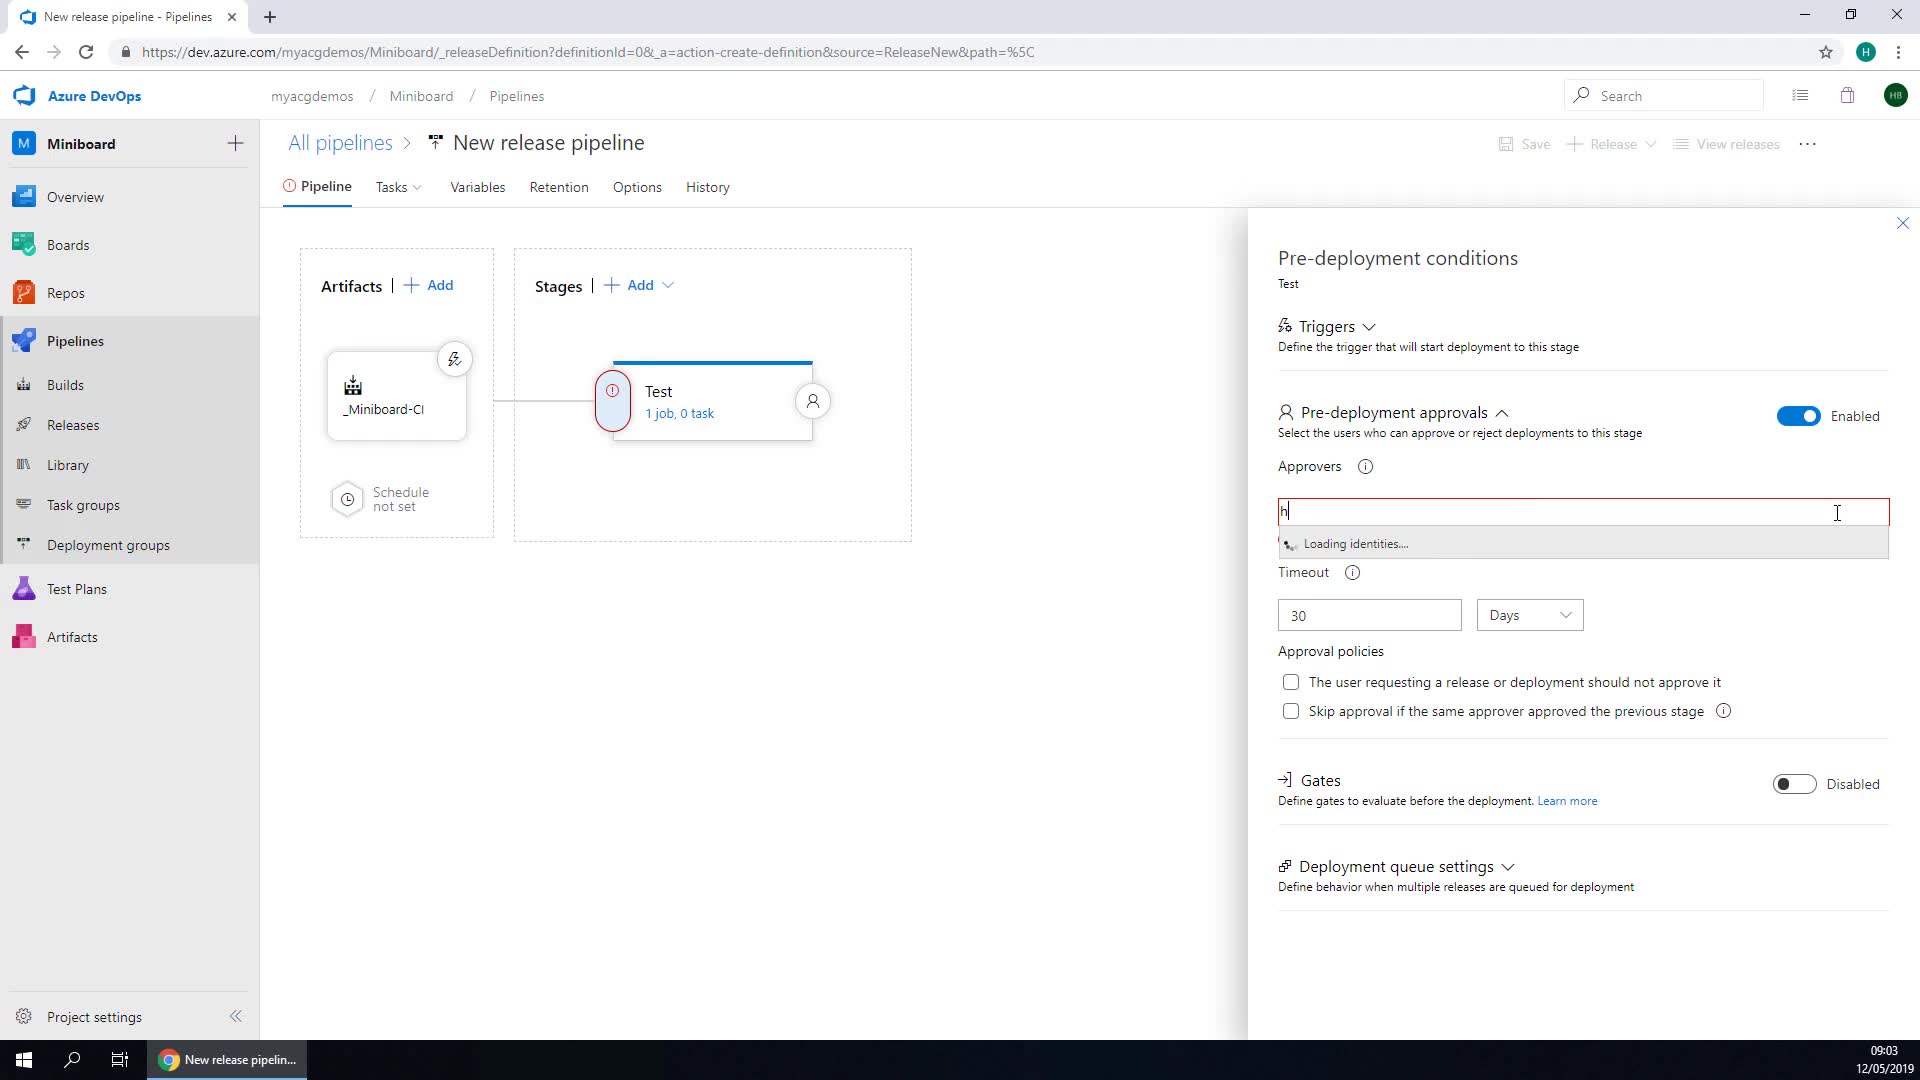 New release pipeline - Pipelines
https://dev.azure.com/myacgdemos/Miniboard/_releaseDefinition?definitionId=0&_a=action-create-definition&source=ReleaseNew&path=%5C
H
Azure DevOps
myacgdemos / Miniboard / Pipelines
Search
HB
M Miniboard
All pipelines > New release pipeline
Save
Release
View releases
Pipeline
Tasks
Variables
Retention
Options
History
Overview
Boards
Repos
Pipelines
Builds
Releases
Library
Task groups
Deployment groups
Test Plans
Artifacts
Project settings
Artifacts | + Add
_Miniboard-CI
Schedule
not set
Stages | + Add
Test
1 job, 0 task
Pre-deployment conditions
Test
Triggers
Define the trigger that will start deployment to this stage
Pre-deployment approvals
Enabled
Select the users who can approve or reject deployments to this stage
Approvers
h
Loading identities....
Timeout
30
Days
Approval policies
The user requesting a release or deployment should not approve it
Skip approval if the same approver approved the previous stage
Gates
Disabled
Define gates to evaluate before the deployment. Learn more
Deployment queue settings
Define behavior when multiple releases are queued for deployment
New release pipelin...
09:03
12/05/2019